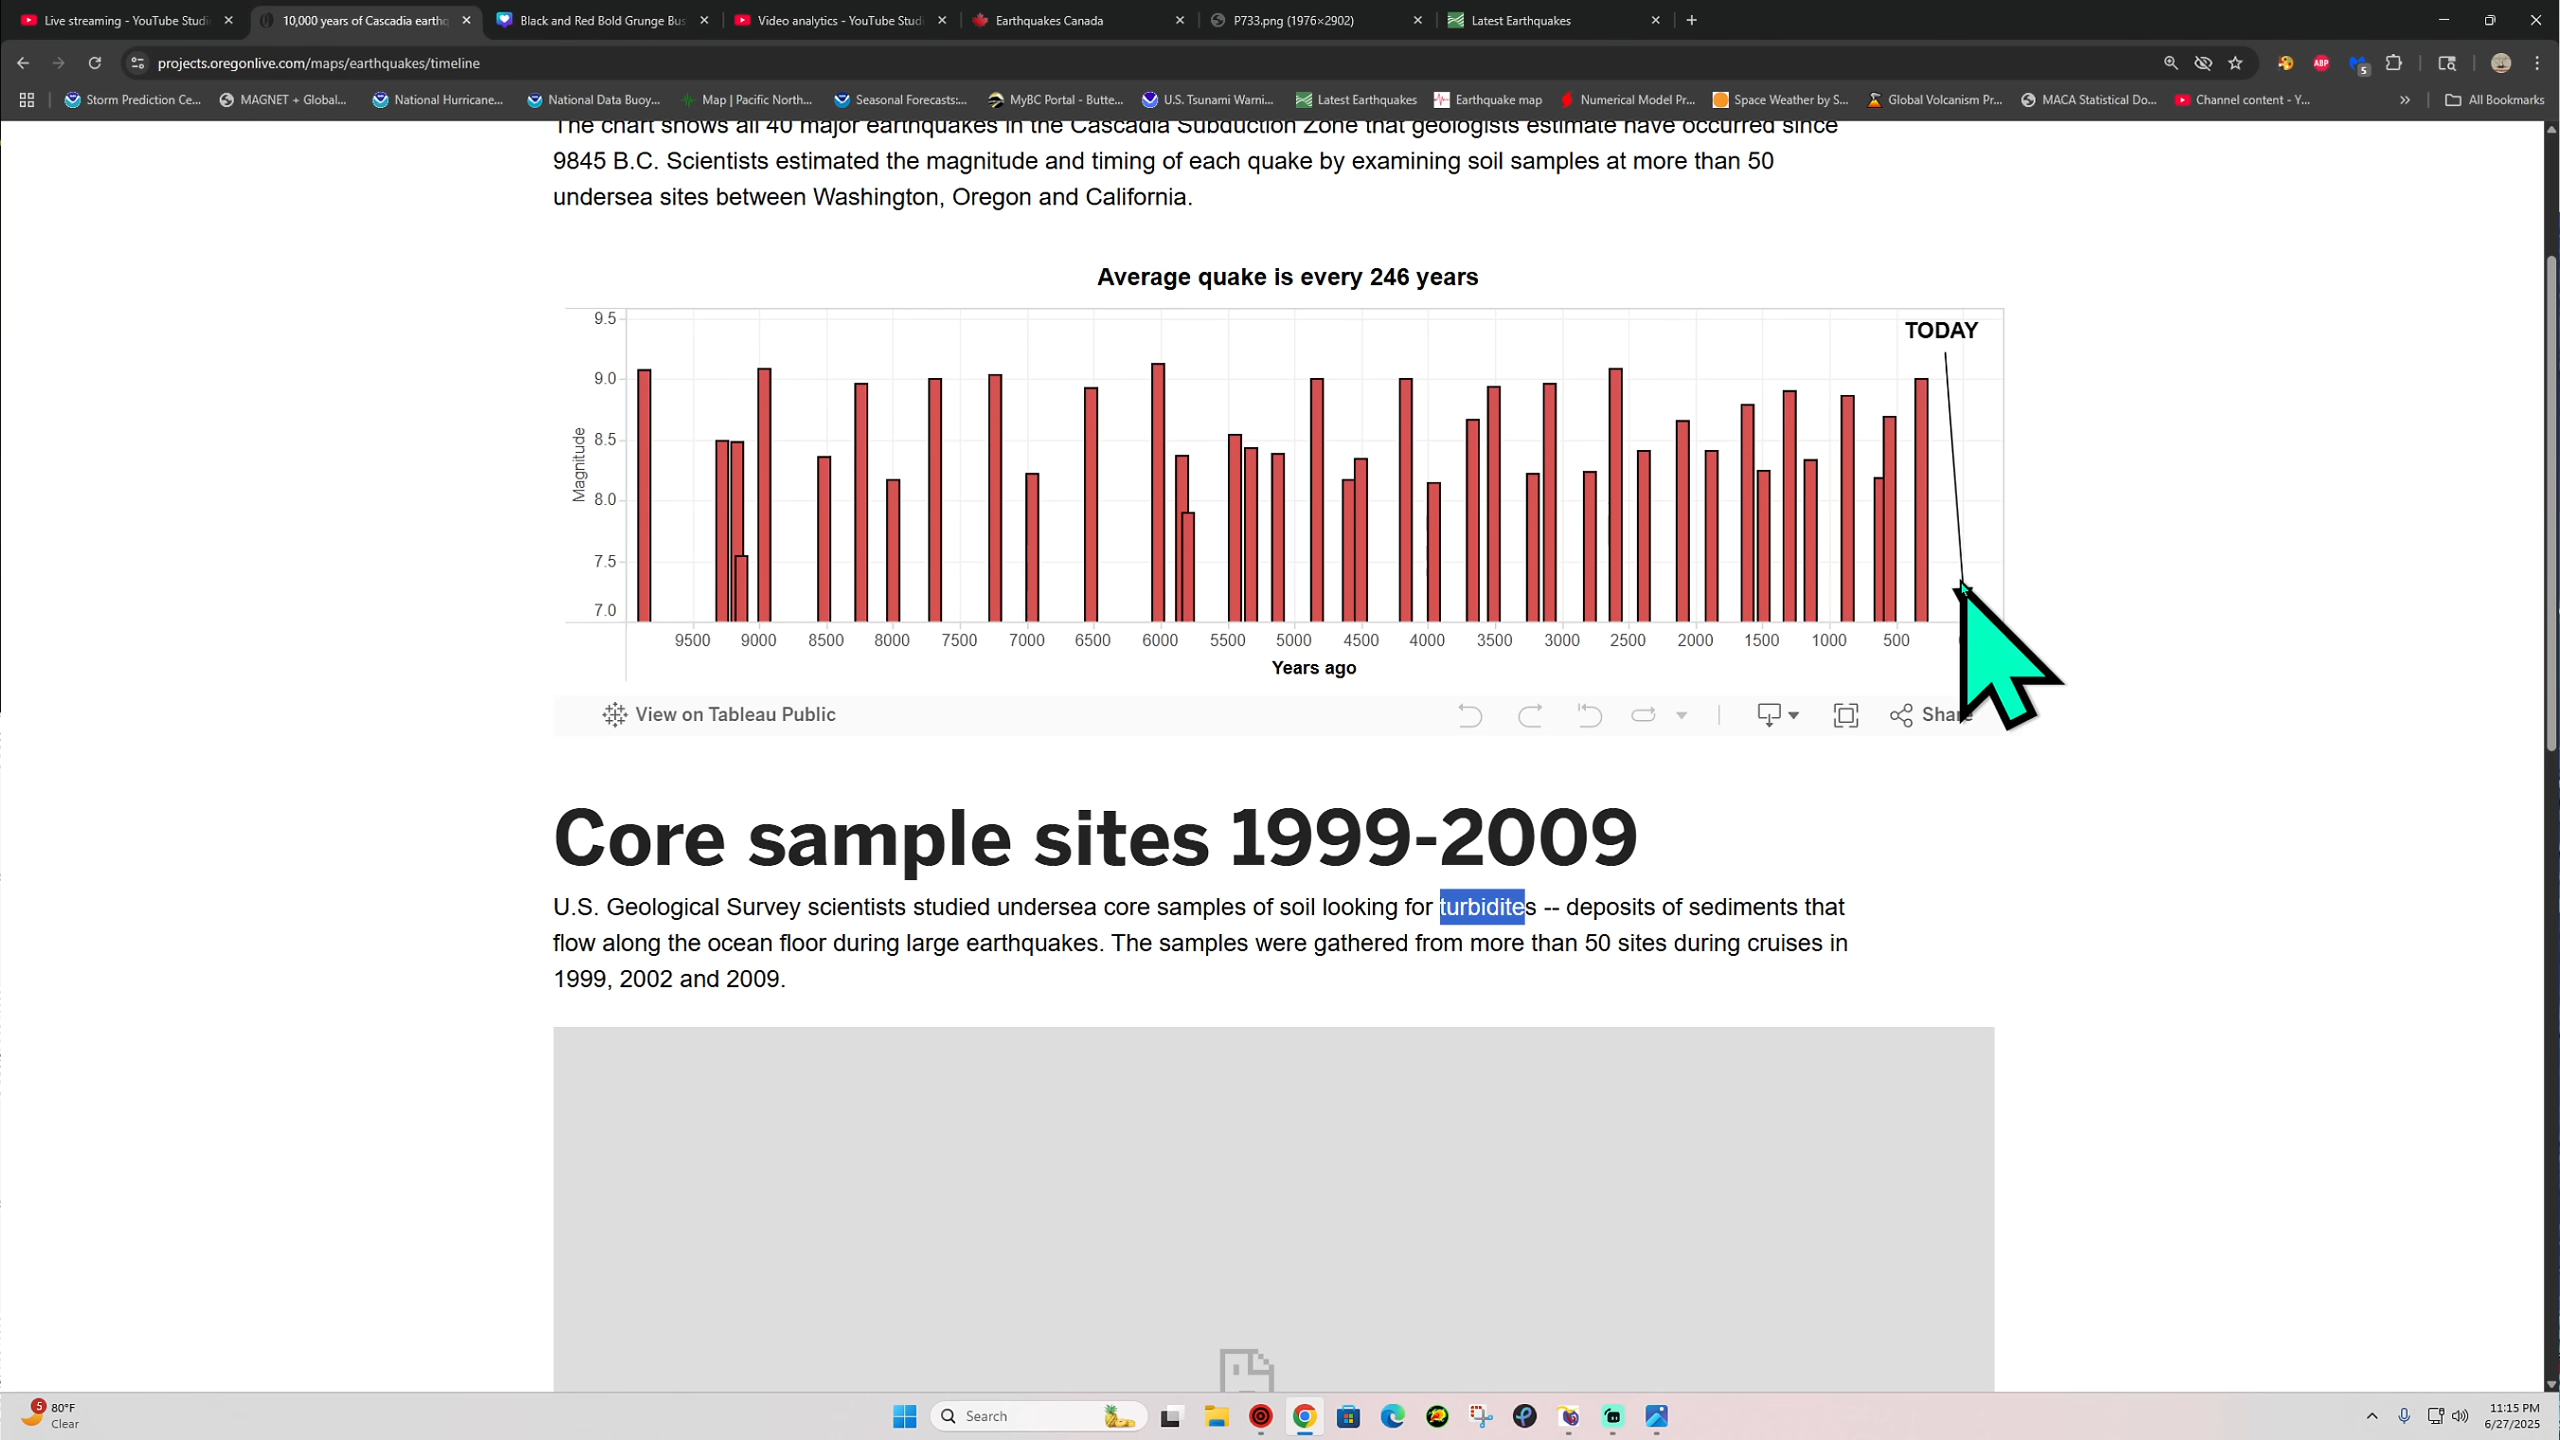 Live streaming - YouTube Studi
10,000 years of Cascadia earthq
Black and Red Bold Grunge Bus
Video analytics - YouTube Studi
Earthquakes Canada
P733.png (1976×2902)
Latest Earthquakes
projects.oregonlive.com/maps/earthquakes/timeline
ABP
5
Storm Prediction Ce...
MAGNET + Global...
National Hurricane...
National Data Buoy...
Map | Pacific North...
Seasonal Forecasts:...
MyBC Portal - Butte...
U.S. Tsunami Warni...
Latest Earthquakes
Earthquake map
Numerical Model Pr...
Space Weather by S...
Global Volcanism Pr...
MACA Statistical Do...
Channel content - Y...
All Bookmarks
The chart shows all 40 major earthquakes in the Cascadia Subduction Zone that geologists estimate have occurred since
9845 B.C. Scientists estimated the magnitude and timing of each quake by examining soil samples at more than 50
undersea sites between Washington, Oregon and California.
Average quake is every 246 years
TODAY
Magnitude
9.5
9.0
8.5
8.0
7.5
7.0
9500 9000 8500 8000 7500 7000 6500 6000 5500 5000 4500 4000 3500 3000 2500 2000 1500 1000 500
Years ago
View on Tableau Public
Share
Core sample sites 1999-2009
U.S. Geological Survey scientists studied undersea core samples of soil looking for turbidites -- deposits of sediments that
flow along the ocean floor during large earthquakes. The samples were gathered from more than 50 sites during cruises in
1999, 2002 and 2009.
5
80°F
Clear
Search
11:15 PM
6/27/2025